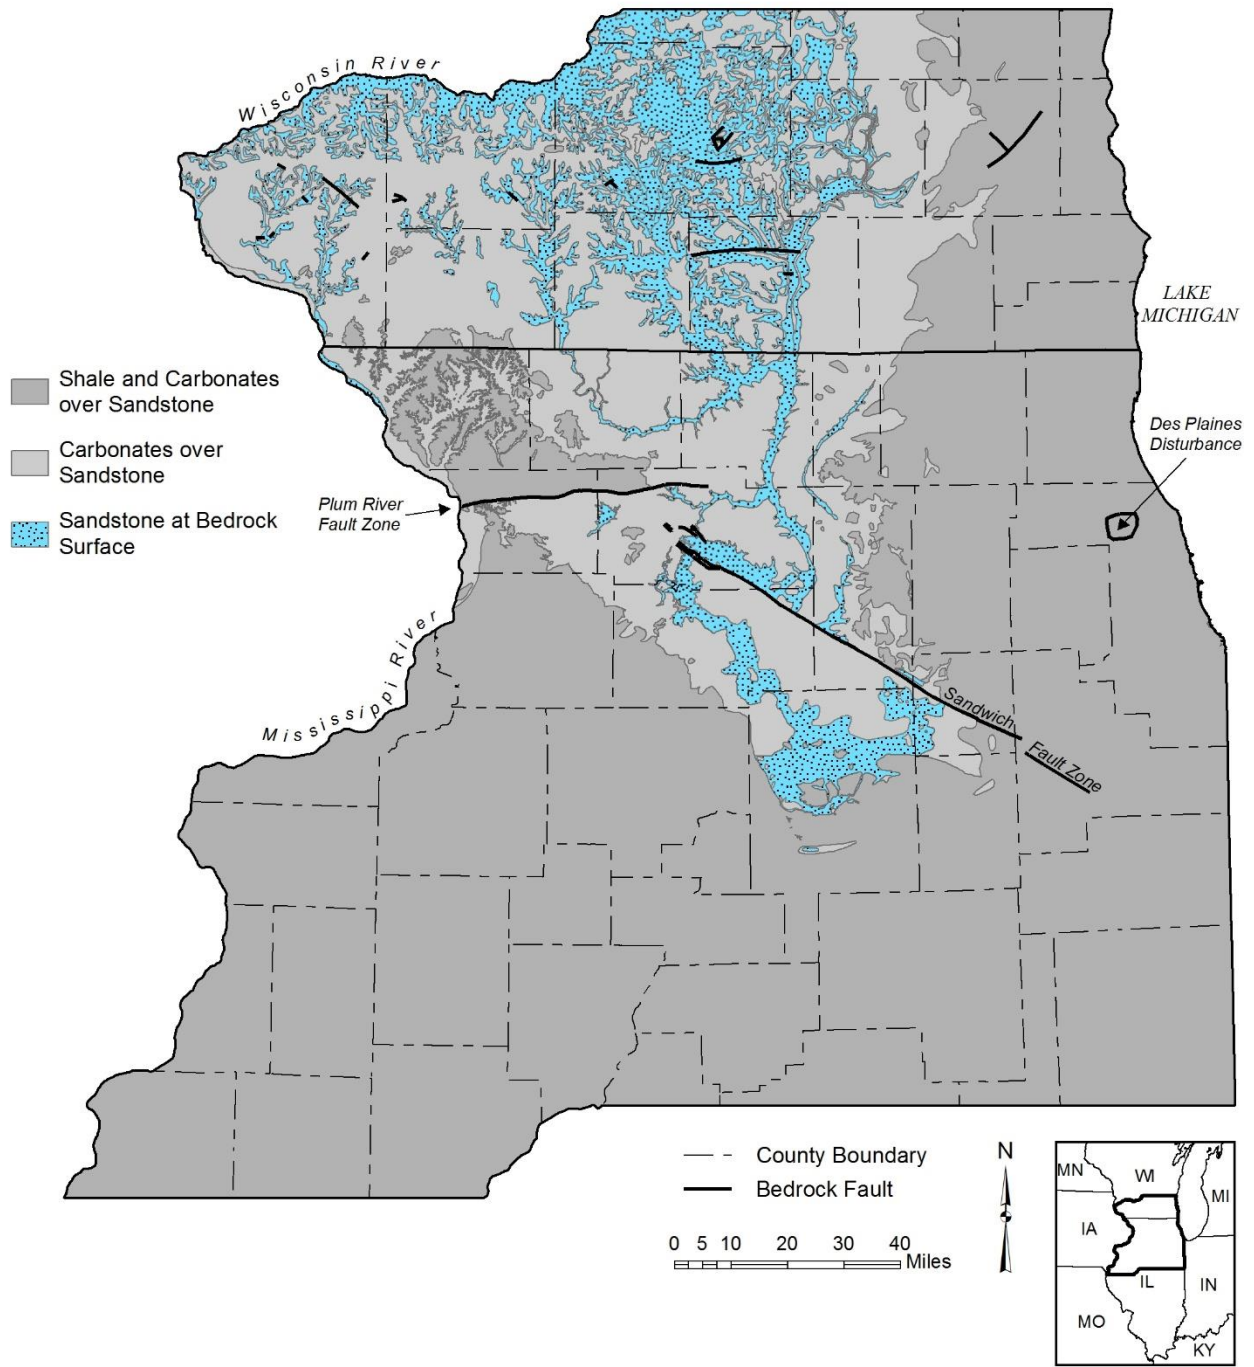 Wisconsin River
LAKE
MICHIGAN
Shale and Carbonates
over Sandstone
Carbonates over
Sandstone
Sandstone at Bedrock
Surface
Des Plaines
Disturbance
Plum River
Fault Zone
Mississippi River
Sandwich
Fault Zone
County Boundary
Bedrock Fault
0 5 10 20 30 40
Miles
N
MN
WI
MI
IA
IL
IN
MO
KY